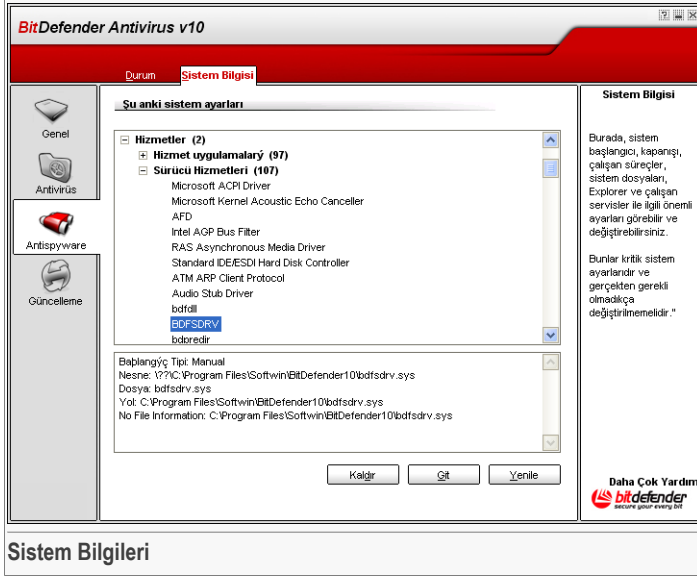 BitDefender Antivirus v10
Durum
Sistem Bilgisi
Genel
Antivirüs
Antispyware
Güncelleme
Şu anki sistem ayarları
Hizmetler (2)
Hizmet uygulamalarý (97)
Sürücü Hizmetleri (107)
Microsoft ACPI Driver
Microsoft Kernel Acoustic Echo Canceller
AFD
Intel AGP Bus Filter
RAS Asynchronous Media Driver
Standard IDE/ESDI Hard Disk Controller
ATM ARP Client Protocol
Audio Stub Driver
bdfdll
BDFSDRV
bdpredir
Baþlangýç Tipi: Manual
Nesne: \??\C:\Program Files\Softwin\BitDefender10\bdfsdrv.sys
Dosya: bdfsdrv.sys
Yol: C:\Program Files\Softwin\BitDefender10\bdfsdrv.sys
No File Information: C:\Program Files\Softwin\BitDefender10\bdfsdrv.sys
Kaldır
Git
Yenile
Sistem Bilgisi
Burada, sistem
başlangıcı, kapanışı,
çalışan süreçler,
sistem dosyaları,
Explorer ve çalışan
servisler ile ilgili önemli
ayarları görebilir ve
değiştirebilirsiniz.
Bunlar kritik sistem
ayarlarıdır ve
gerçekten gerekli
olmadıkça
değiştirilmemelidir."
Daha Çok Yardım
bitdefender
secure your every bit
Sistem Bilgileri